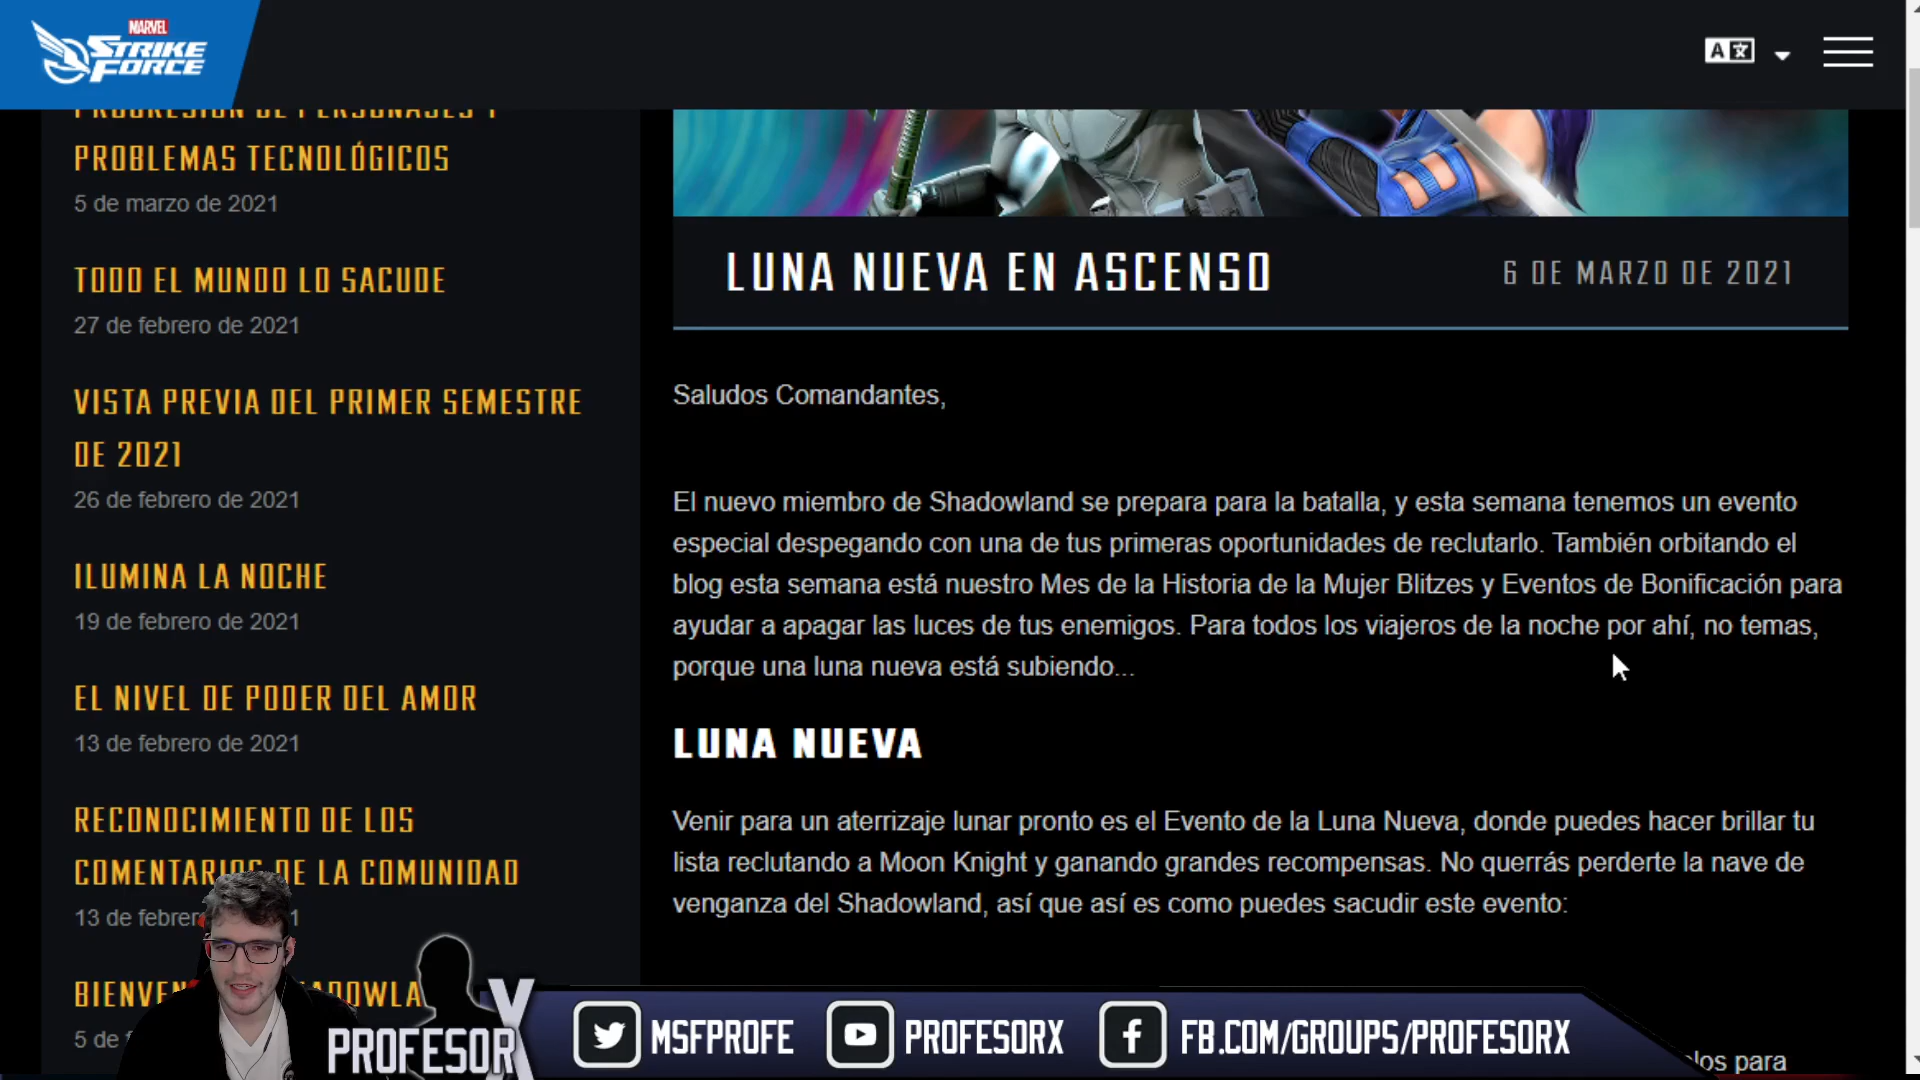 MARVEL
STRIKE
FORCE
PROGRESIÓN DE PERSONAJES Y
PROBLEMAS TECNOLÓGICOS
5 de marzo de 2021
TODO EL MUNDO LO SACUDE
27 de febrero de 2021
VISTA PREVIA DEL PRIMER SEMESTRE
DE 2021
26 de febrero de 2021
ILUMINA LA NOCHE
19 de febrero de 2021
EL NIVEL DE PODER DEL AMOR
13 de febrero de 2021
RECONOCIMIENTO DE LOS
COMENTARIOS DE LA COMUNIDAD
13 de
5 de
LUNA NUEVA EN ASCENSO
6 DE MARZO DE 2021
Saludos Comandantes,
El nuevo miembro de Shadowland se prepara para la batalla, y esta semana tenemos un evento
especial despegando con una de tus primeras oportunidades de reclutarlo. También orbitando el
blog esta semana está nuestro Mes de la Historia de la Mujer Blitzes y Eventos de Bonificación para
ayudar a apagar las luces de tus enemigos. Para todos los viajeros de la noche por ahí, no temas,
porque una luna nueva está subiendo...
LUNA NUEVA
Venir para un aterrizaje lunar pronto es el Evento de la Luna Nueva, donde puedes hacer brillar tu
lista reclutando a Moon Knight y ganando grandes recompensas. No querrás perderte la nave de
venganza del Shadowland, así que así es como puedes sacudir este evento:
para
PROFESORX
MSFPROFE
PROFESORX
FB.COM/GROUPS/PROFESORX